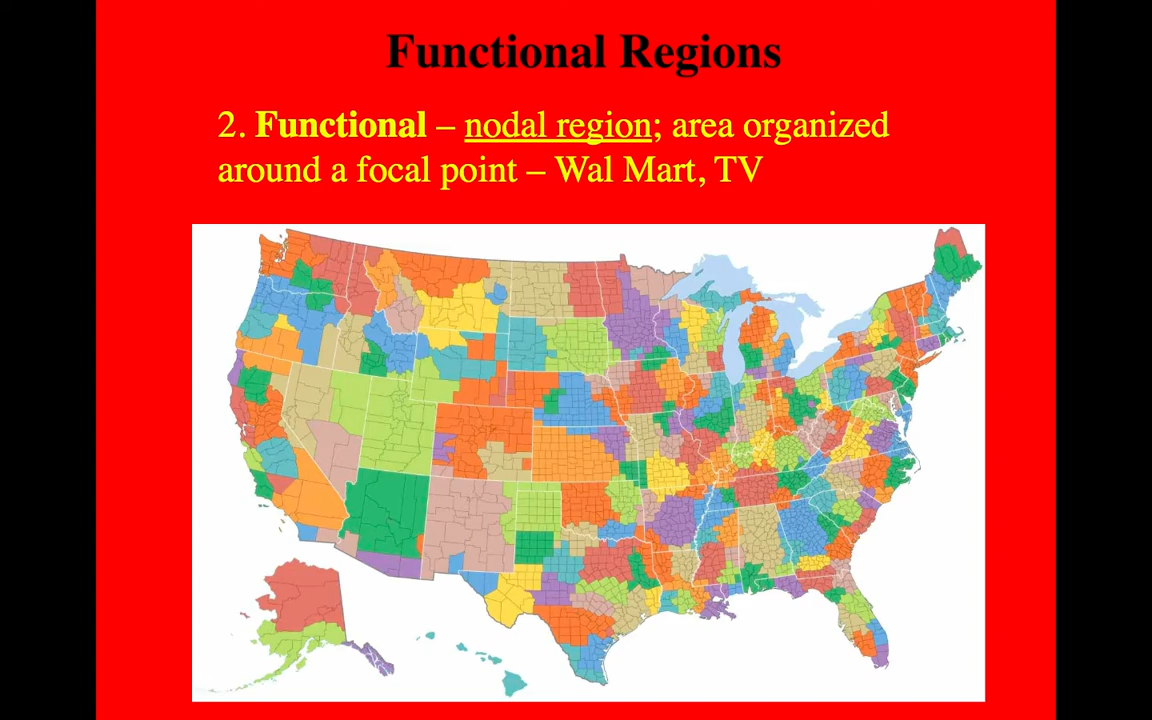 Functional Regions
2. Functional – nodal region; area organized
around a focal point – Wal Mart, TV